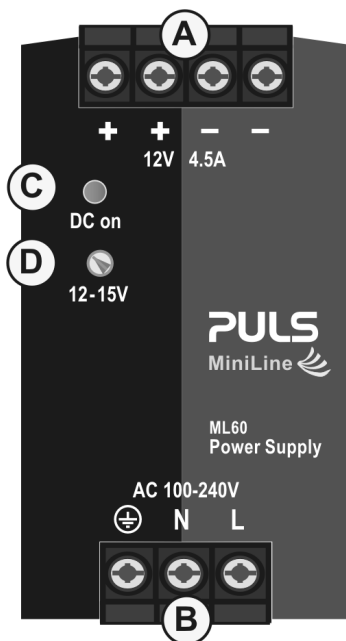 A
+ + − −
12V 4.5A
C
DC on
D
12-15V
PULS
MiniLine
ML60
Power Supply
AC 100-240V
N L
B